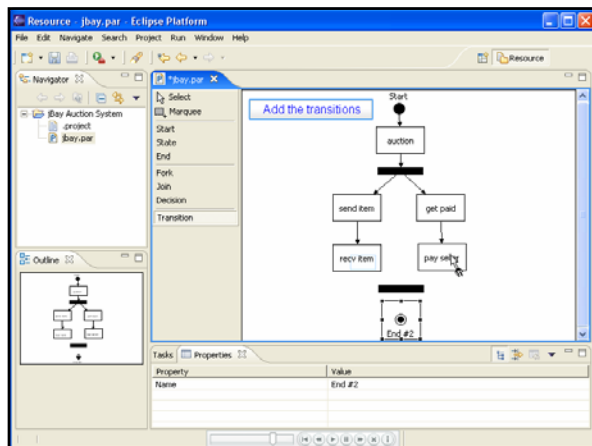 Resource - jbay.par - Eclipse Platform
File Edit Navigate Search Project Run Window Help
Resource
Navigator
*jbay.par
jBay Auction System
.project
jbay.par
Select
Marquee
Start
State
End
Fork
Join
Decision
Transition
Add the transitions
Start
auction
send item
get paid
recv item
pay seller
End #2
Outline
Tasks Properties
Property Value
Name End #2